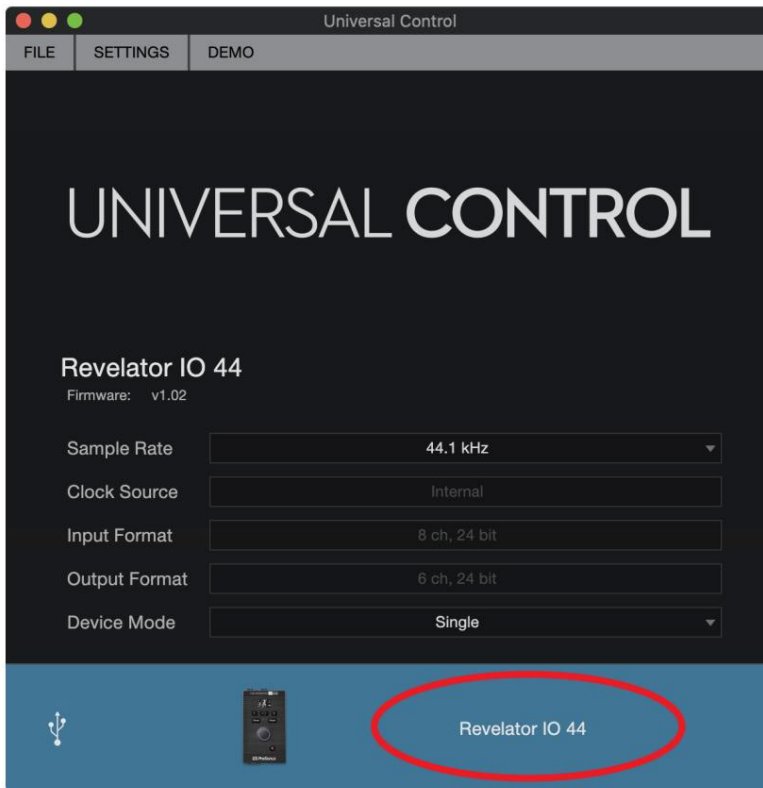 Universal Control
FILE SETTINGS DEMO
UNIVERSAL CONTROL
Revelator IO 44
Firmware: v1.02
Sample Rate 44.1 kHz
Clock Source Internal
Input Format 8 ch, 24 bit
Output Format 6 ch, 24 bit
Device Mode Single
PreSonus
Revelator IO 44